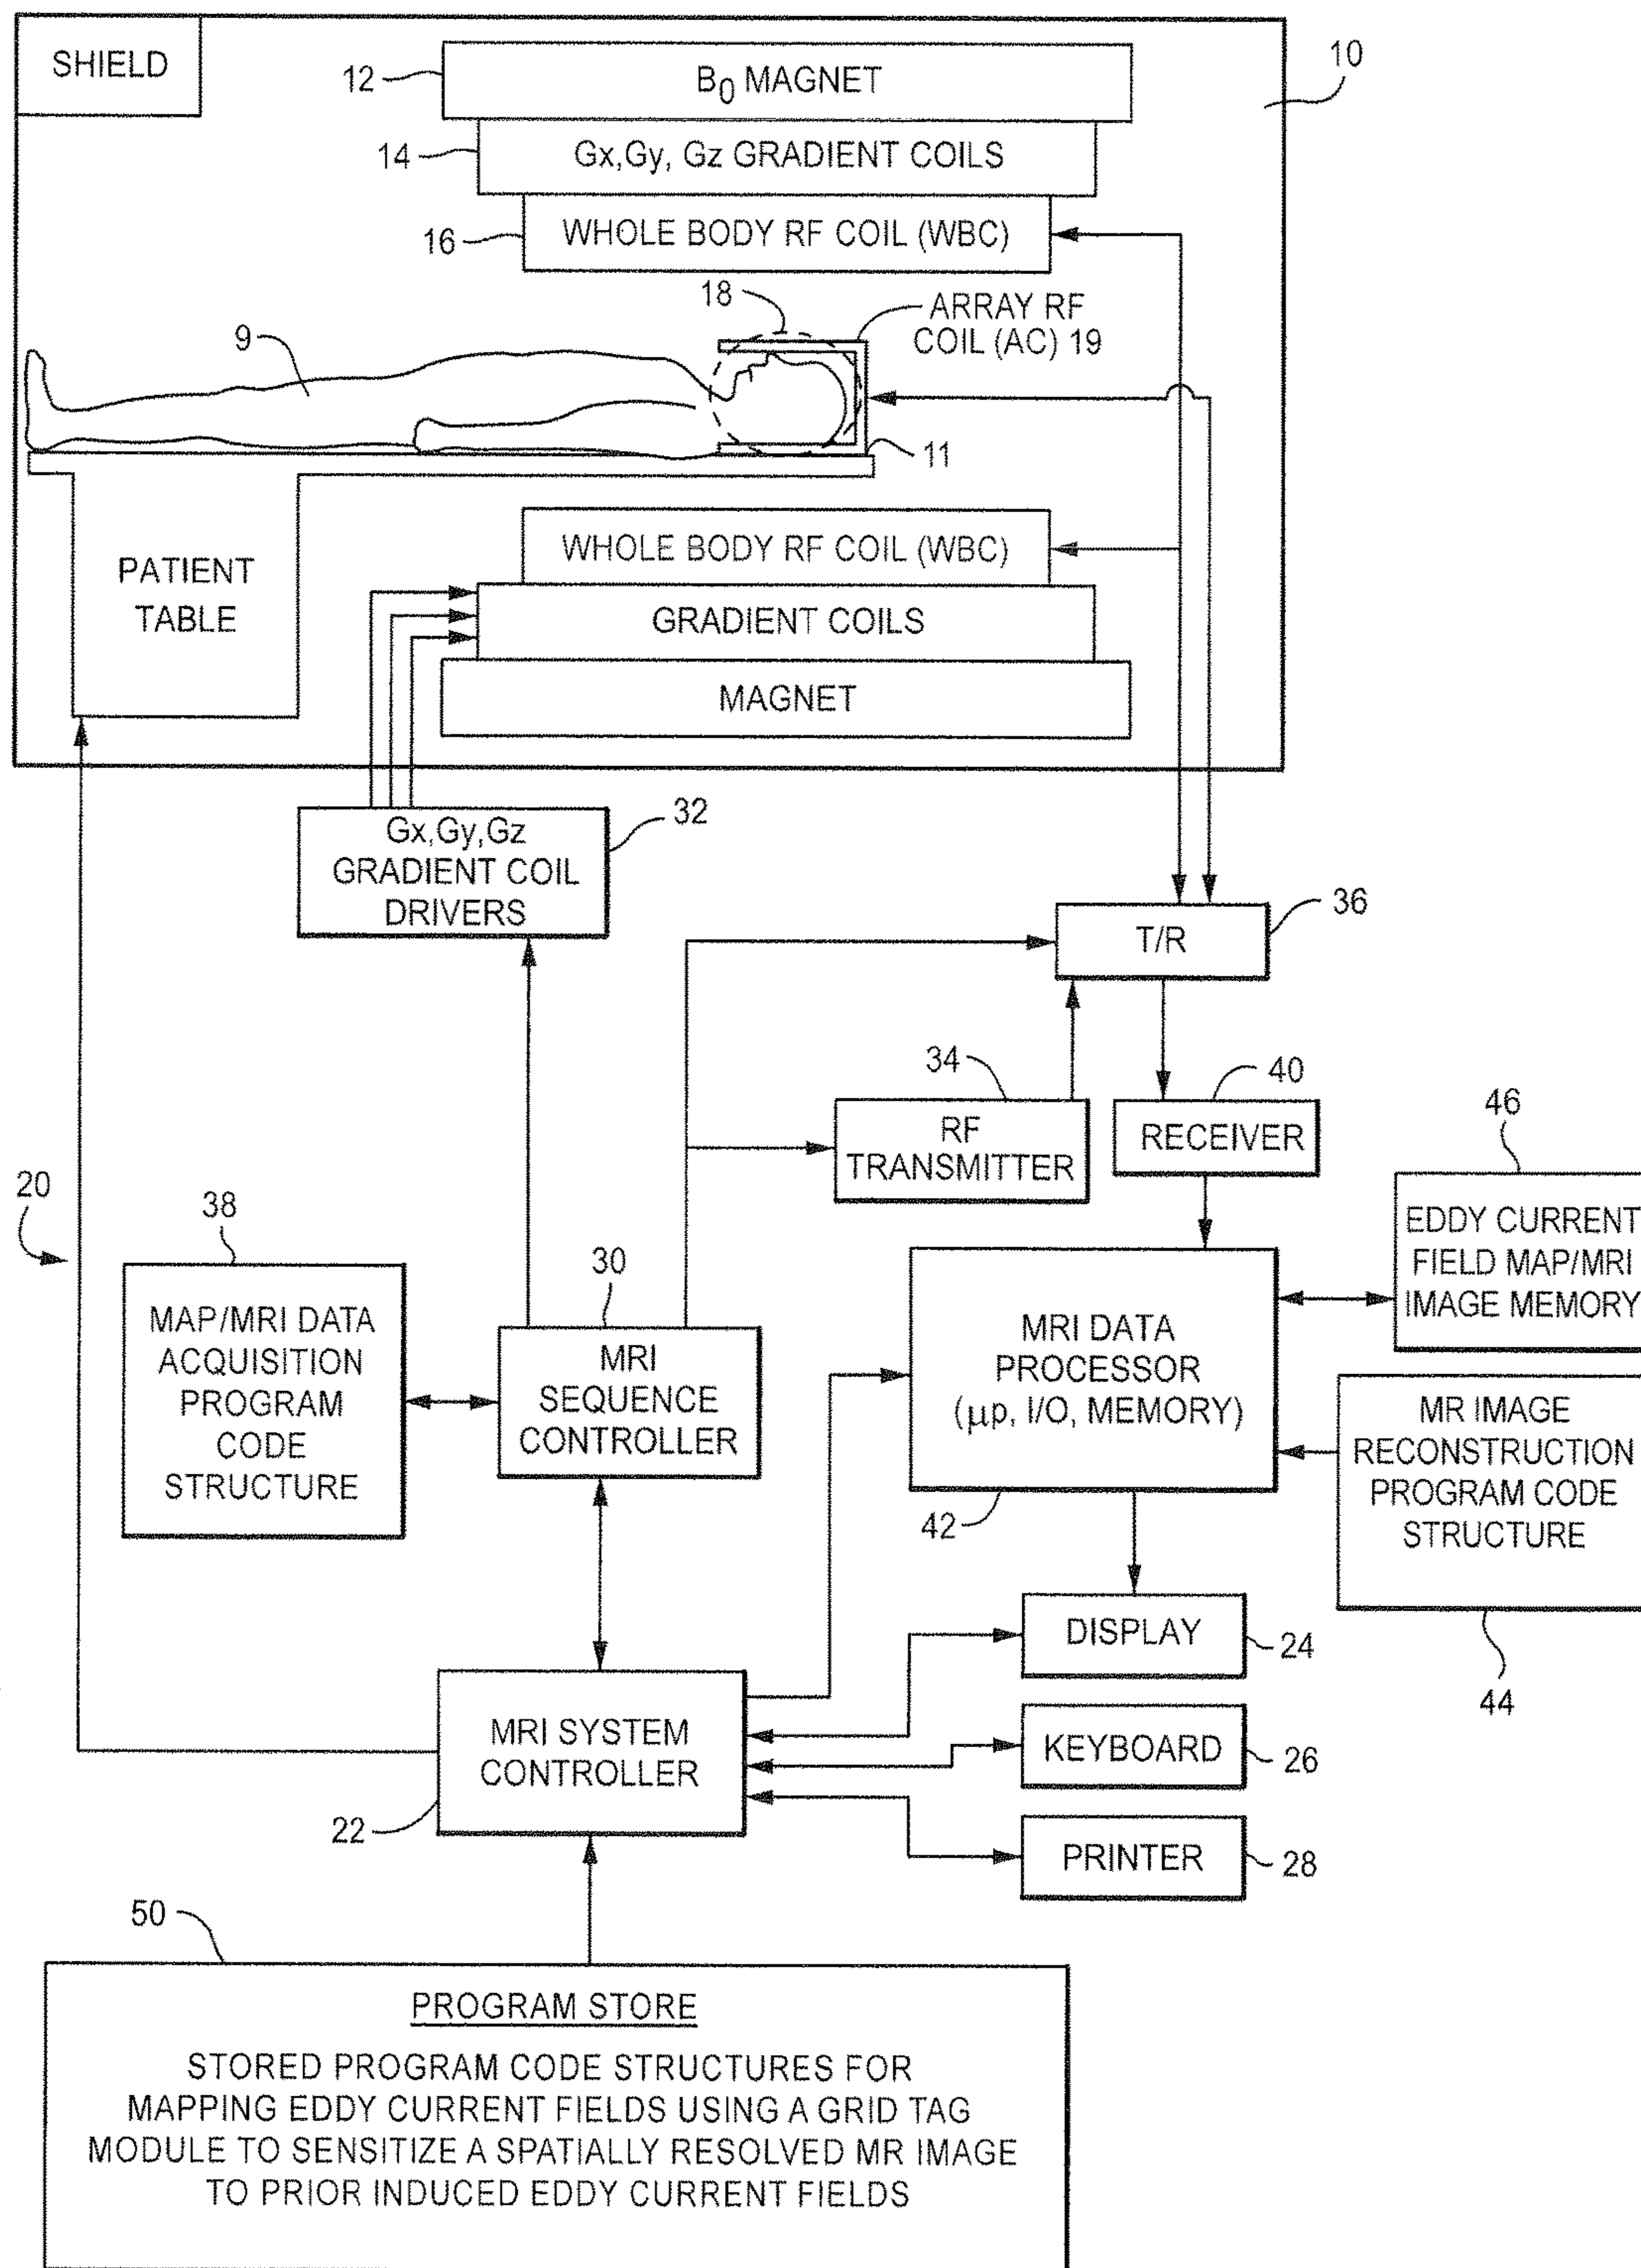 SHIELD
10
12
B0 MAGNET
14
Gx,Gy, Gz GRADIENT COILS
16
WHOLE BODY RF COIL (WBC)
18
ARRAY RF
COIL (AC) 19
9
11
WHOLE BODY RF COIL (WBC)
PATIENT
TABLE
GRADIENT COILS
MAGNET
Gx,Gy,Gz
GRADIENT COIL
DRIVERS
32
36
T/R
34
RF
TRANSMITTER
40
RECEIVER
46
EDDY CURRENT
FIELD MAP/MRI
IMAGE MEMORY
20
38
MAP/MRI DATA
ACQUISITION
PROGRAM
CODE
STRUCTURE
30
MRI
SEQUENCE
CONTROLLER
MRI DATA
PROCESSOR
(μp, I/O, MEMORY)
42
MR IMAGE
RECONSTRUCTION
PROGRAM CODE
STRUCTURE
44
DISPLAY
24
MRI SYSTEM
CONTROLLER
22
KEYBOARD
26
PRINTER
28
50
PROGRAM STORE
STORED PROGRAM CODE STRUCTURES FOR
MAPPING EDDY CURRENT FIELDS USING A GRID TAG
MODULE TO SENSITIZE A SPATIALLY RESOLVED MR IMAGE
TO PRIOR INDUCED EDDY CURRENT FIELDS